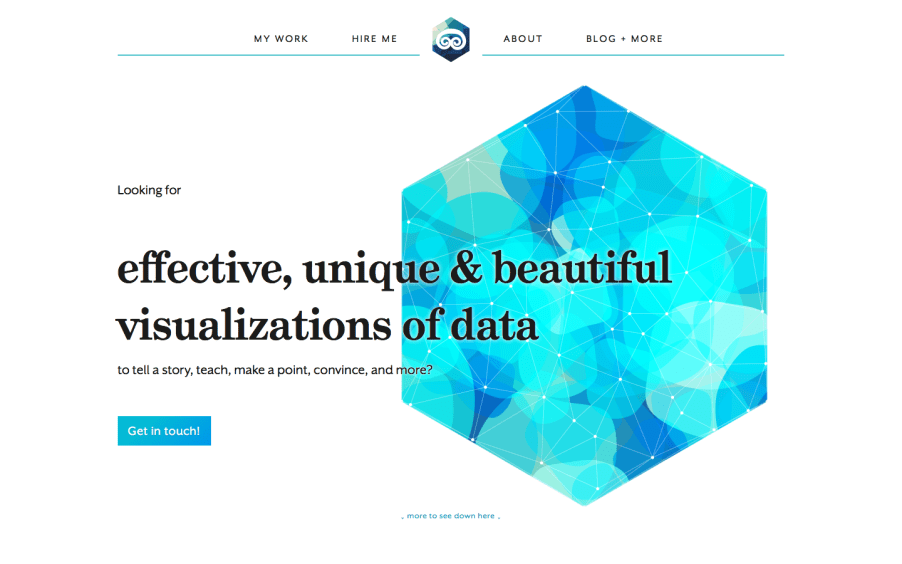 MY WORK HIRE ME ABOUT BLOG + MORE
Looking for
effective, unique & beautiful
visualizations of data
to tell a story, teach, make a point, convince, and more?
Get in touch!
more to see down here